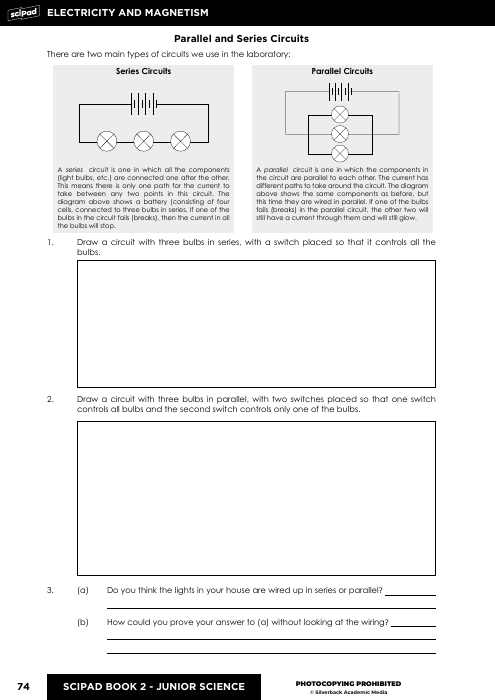 scipad ELECTRICITY AND MAGNETISM
Parallel and Series Circuits
There are two main types of circuits we use in the laboratory:
Series Circuits
A series circuit is one in which all the components
(light bulbs, etc.) are connected one after the other.
This means there is only one path for the current to
take between any two points in this circuit. The
diagram above shows a battery (consisting of four
cells, connected to three bulbs in series. If one of the
bulbs in the circuit fails (breaks), then the current in all
the bulbs will stop.
Parallel Circuits
A parallel circuit is one in which the components in
the circuit are parallel to each other. The current has
different paths to take around the circuit. The diagram
above shows the same components as before, but
this time they are wired in parallel. If one of the bulbs
fails (breaks) in the parallel circuit, the other two will
still have a current through them and will still glow.
1. Draw a circuit with three bulbs in series, with a switch placed so that it controls all the
bulbs.
2. Draw a circuit with three bulbs in parallel, with two switches placed so that one switch
controls all bulbs and the second switch controls only one of the bulbs.
3. (a) Do you think the lights in your house are wired up in series or parallel?
(b) How could you prove your answer to (a) without looking at the wiring?
74 SCIPAD BOOK 2 - JUNIOR SCIENCE
PHOTOCOPYING PROHIBITED
© Silverback Academic Media